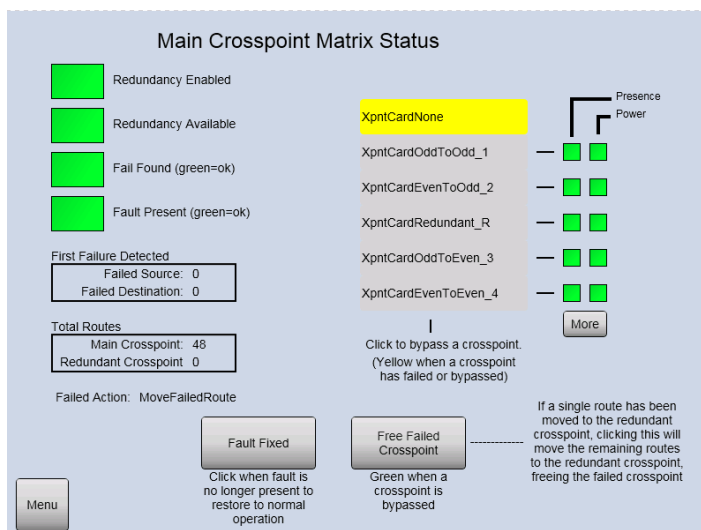 Main Crosspoint Matrix Status
Redundancy Enabled
Redundancy Available
Fail Found (green=ok)
Fault Present (green=ok)
First Failure Detected
Failed Source: 0
Failed Destination: 0
Total Routes
Main Crosspoint: 48
Redundant Crosspoint 0
Failed Action: MoveFailedRoute
Presence
Power
XpntCardNone
XpntCardOddToOdd_1
XpntCardEvenToOdd_2
XpntCardRedundant_R
XpntCardOddToEven_3
XpntCardEvenToEven_4
More
Click to bypass a crosspoint.
(Yellow when a crosspoint
has failed or bypassed)
Fault Fixed
Click when fault is
no longer present to
restore to normal
operation
Free Failed
Crosspoint
Green when a
crosspoint is
bypassed
If a single route has been
moved to the redundant
crosspoint, clicking this will
move the remaining routes
to the redundant crosspoint,
freeing the failed crosspoint
Menu